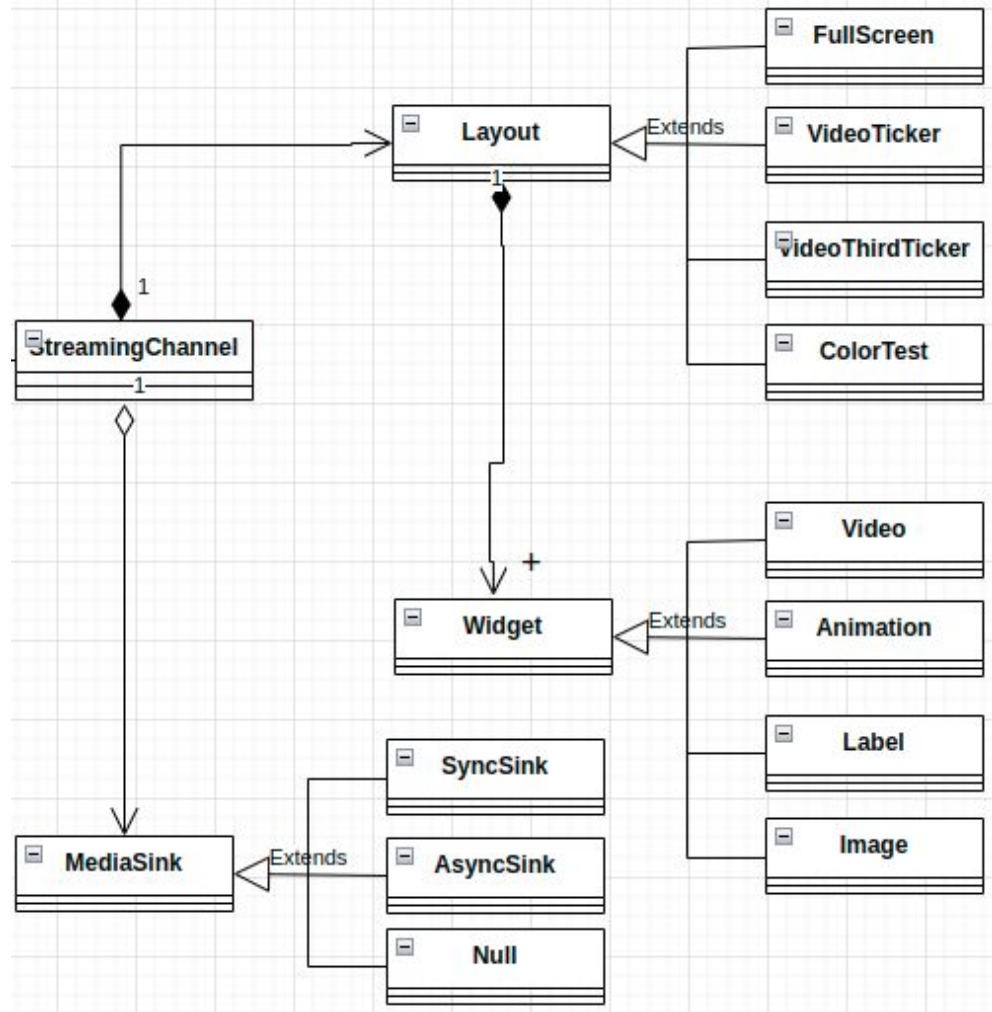 FullScreen
Layout
Extends
VideoTicker
1
VideoThirdTicker
1
StreamingChannel
1
ColorTest
Video
+
Widget
Extends
Animation
Label
SyncSink
Image
MediaSink
Extends
AsyncSink
Null